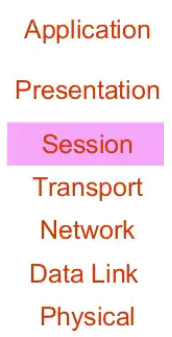 Application
Presentation
Session
Transport
Network
Data Link
Physical